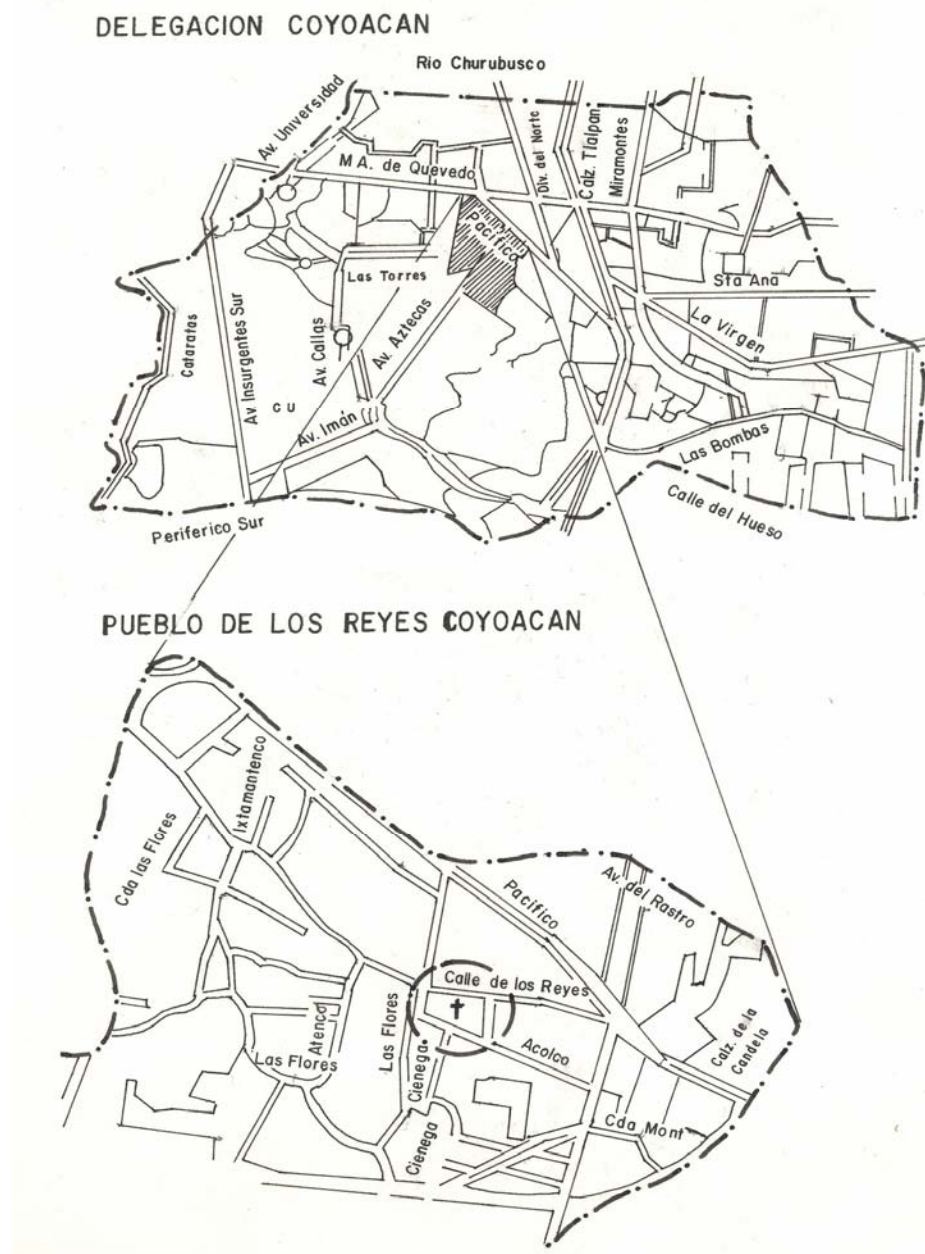 DELEGACION COYOACAN
Rio Churubusco
Av. Universidad
M A. de Quevedo
Div. del Norte
Calz. Tlalpan
Miramontes
Pacífico
Las Torres
Sta Ana
La Virgen
Cataratas
Av. Insurgentes Sur
Av. Callas
Av. Aztecas
C U
Av. Imán
Las Bombas
Calle del Hueso
Periferico Sur
PUEBLO DE LOS REYES COYOACAN
Ixtamantenco
Cda las Flores
Pacífico
Av. del Rastro
Calle de los Reyes
Las Flores
Atenco
Las Flores
Cienega
Acolco
Calz. de la
Candela
Cda Mont
Cienega